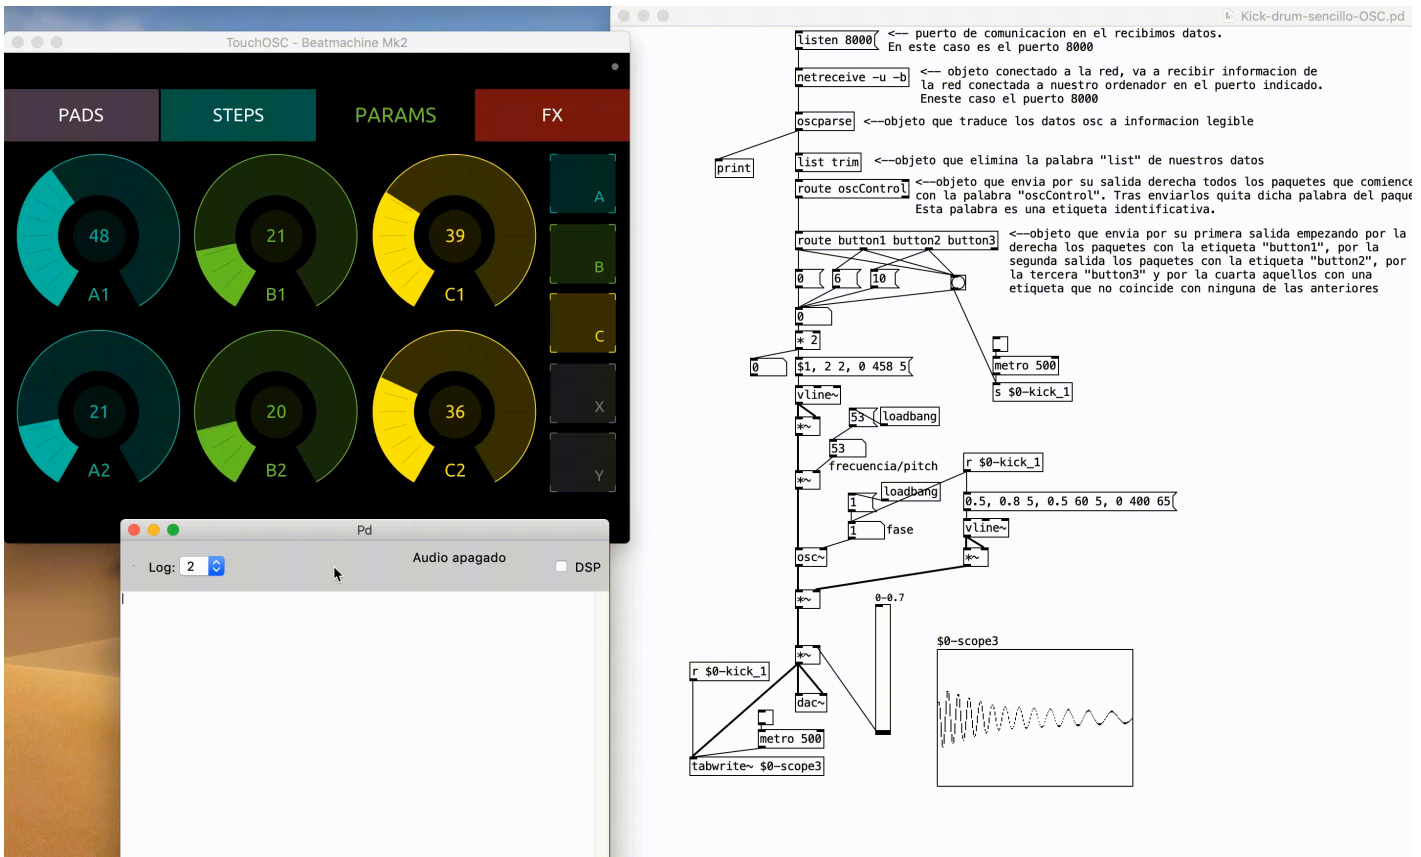 TouchOSC - Beatmachine Mk2
PADS
STEPS
PARAMS
FX
48
A1
21
B1
39
C1
21
A2
20
B2
36
C2
A
B
C
X
Y
Pd
Log: 2
Audio apagado
DSP
Kick-drum-sencillo-OSC.pd
listen 8000
<-- puerto de comunicacion en el recibimos datos.
En este caso es el puerto 8000
netreceive -u -b
<-- objeto conectado a la red, va a recibir informacion de
la red conectada a nuestro ordenador en el puerto indicado.
Eneste caso el puerto 8000
oscparse
<--objeto que traduce los datos osc a informacion legible
print
list trim
<--objeto que elimina la palabra "list" de nuestros datos
route oscControl
<--objeto que envia por su salida derecha todos los paquetes que comience
con la palabra "oscControl". Tras enviarlos quita dicha palabra del paque
Esta palabra es una etiqueta identificativa.
route button1 button2 button3
<--objeto que envia por su primera salida empezando por la
derecha los paquetes con la etiqueta "button1", por la
segunda salida los paquetes con la etiqueta "button2", por
la tercera "button3" y por la cuarta aquellos con una
etiqueta que no coincide con ninguna de las anteriores
0
6
10
0
* 2
0
$1, 2 2, 0 458 5
metro 500
s $0-kick_1
vline~
*~
53
loadbang
53
frecuencia/pitch
*~
r $0-kick_1
1
loadbang
0.5, 0.8 5, 0.5 60 5, 0 400 65
1
fase
vline~
osc~
*~
*~
0-0.7
*~
$0-scope3
r $0-kick_1
dac~
metro 500
tabwrite~ $0-scope3